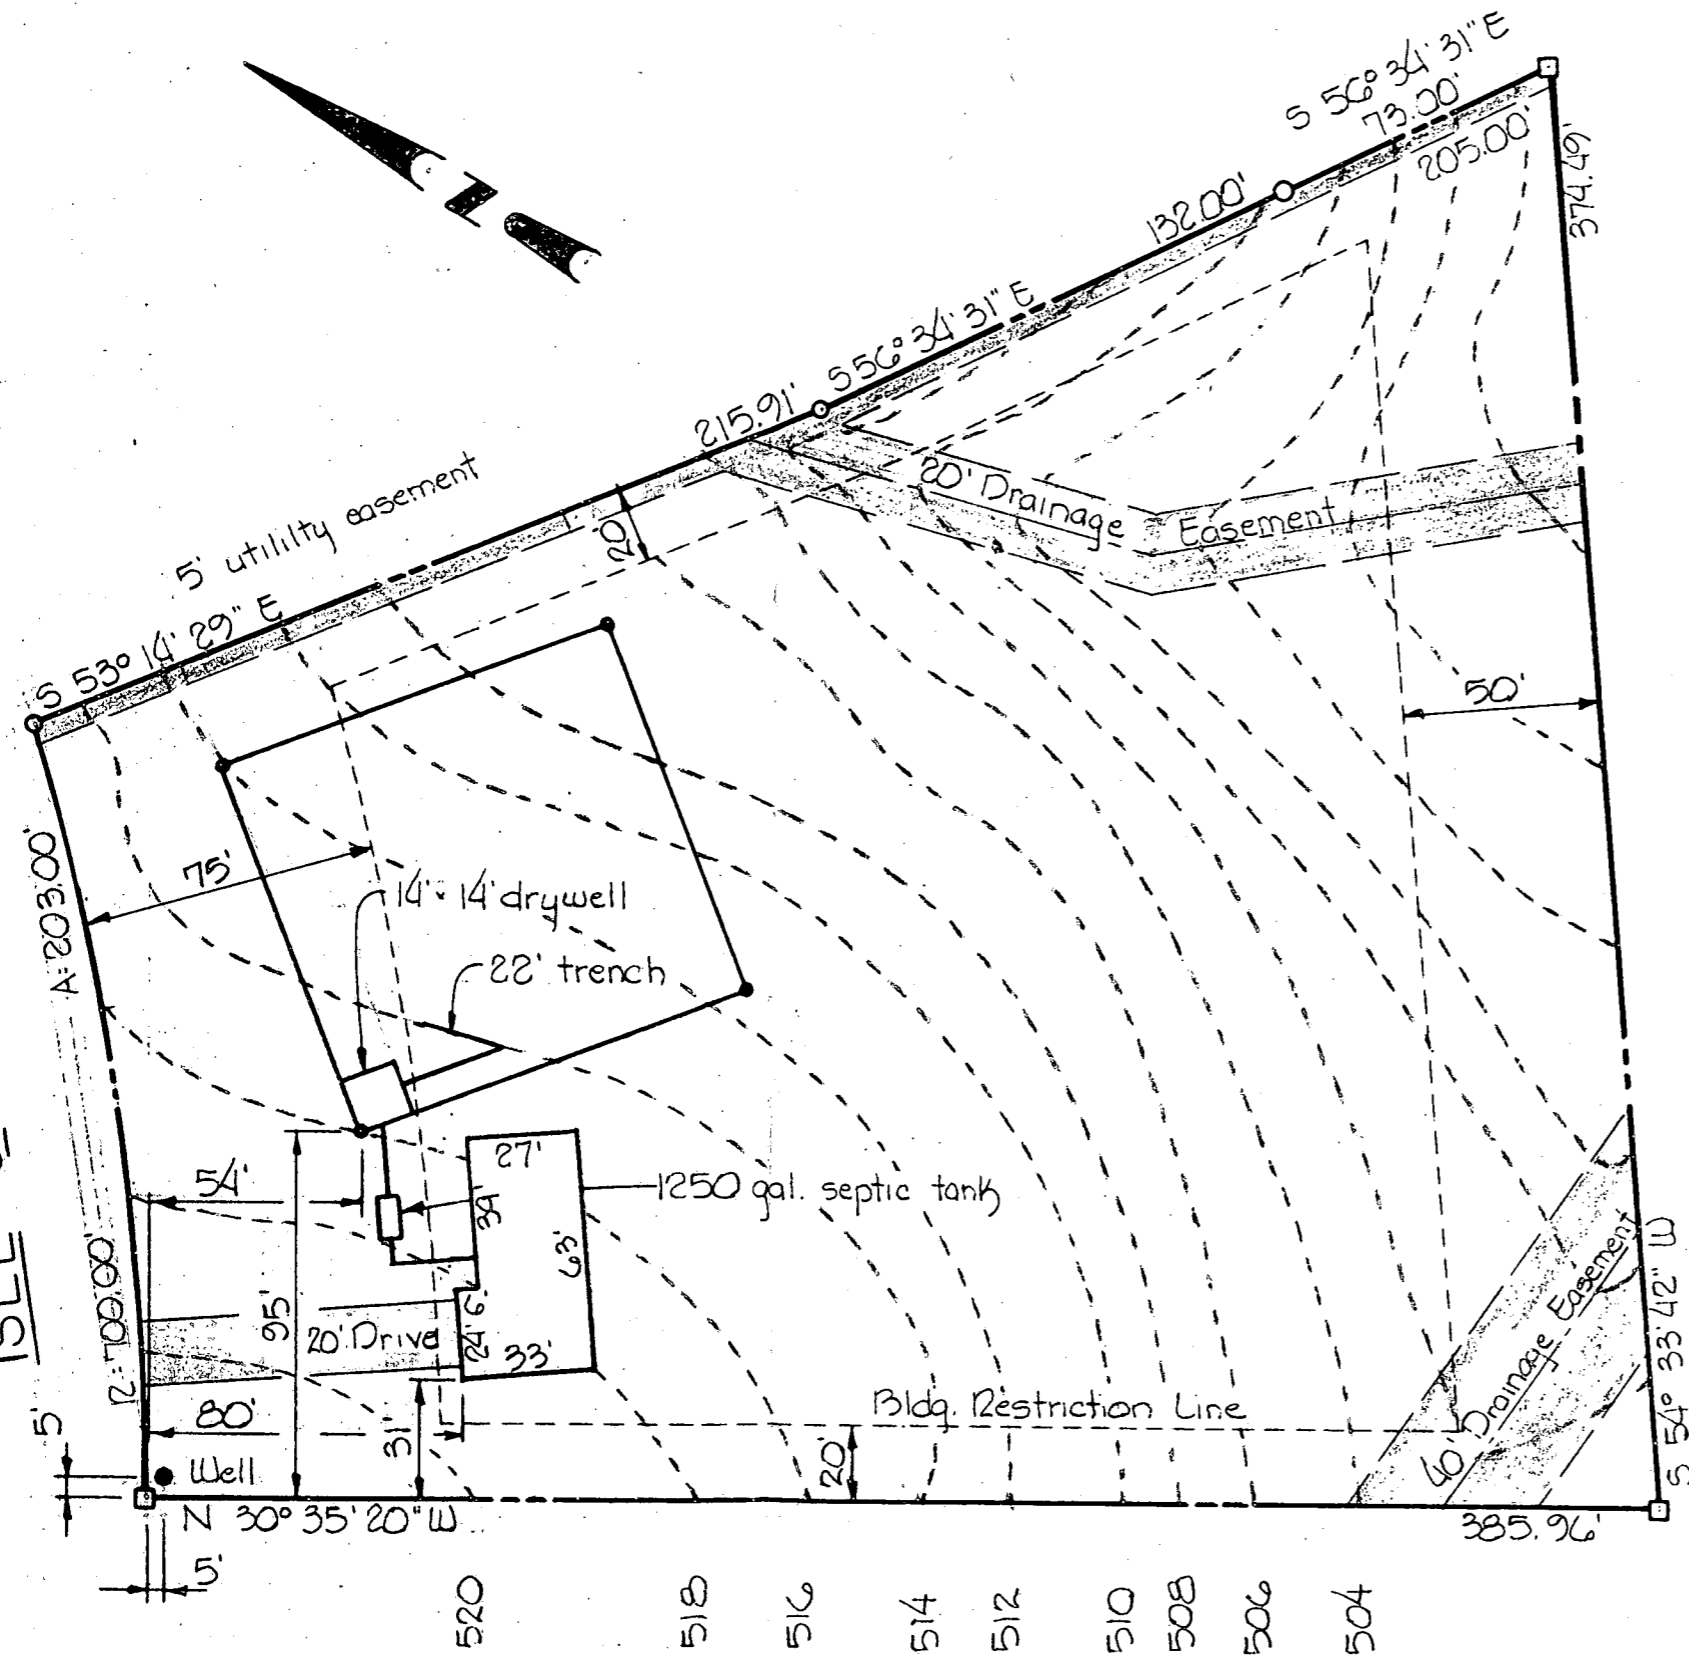 S 56° 34' 31" E
73.00'
205.00'
374.49'
132.00'
Z
S 56° 34' 31" E
215.91'
5' utililty easement
20'
20' Drainage Easement
S 53° 14' 29" E
50'
75'
14' x 14' drywell
A=203.00'
22' trench
27'
54'
1250 gal. septic tank
39'
63'
R=700.00'
95'
6'
20' Drive
24'
33'
Bldg. Restriction Line
40' Drainage Easement
S 54° 33' 42" W
5'
80'
31'
20'
Well
N 30° 35' 20" W
385.96'
5'
520
518
516
514
512
510
508
506
504